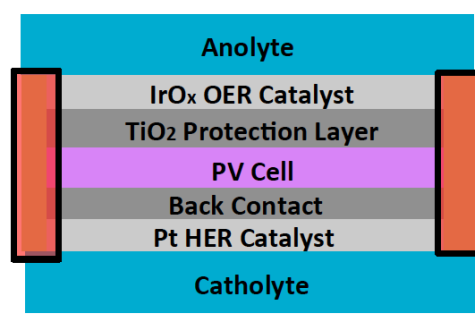 Anolyte
IrOx OER Catalyst
TiO2 Protection Layer
PV Cell
Back Contact
Pt HER Catalyst
Catholyte